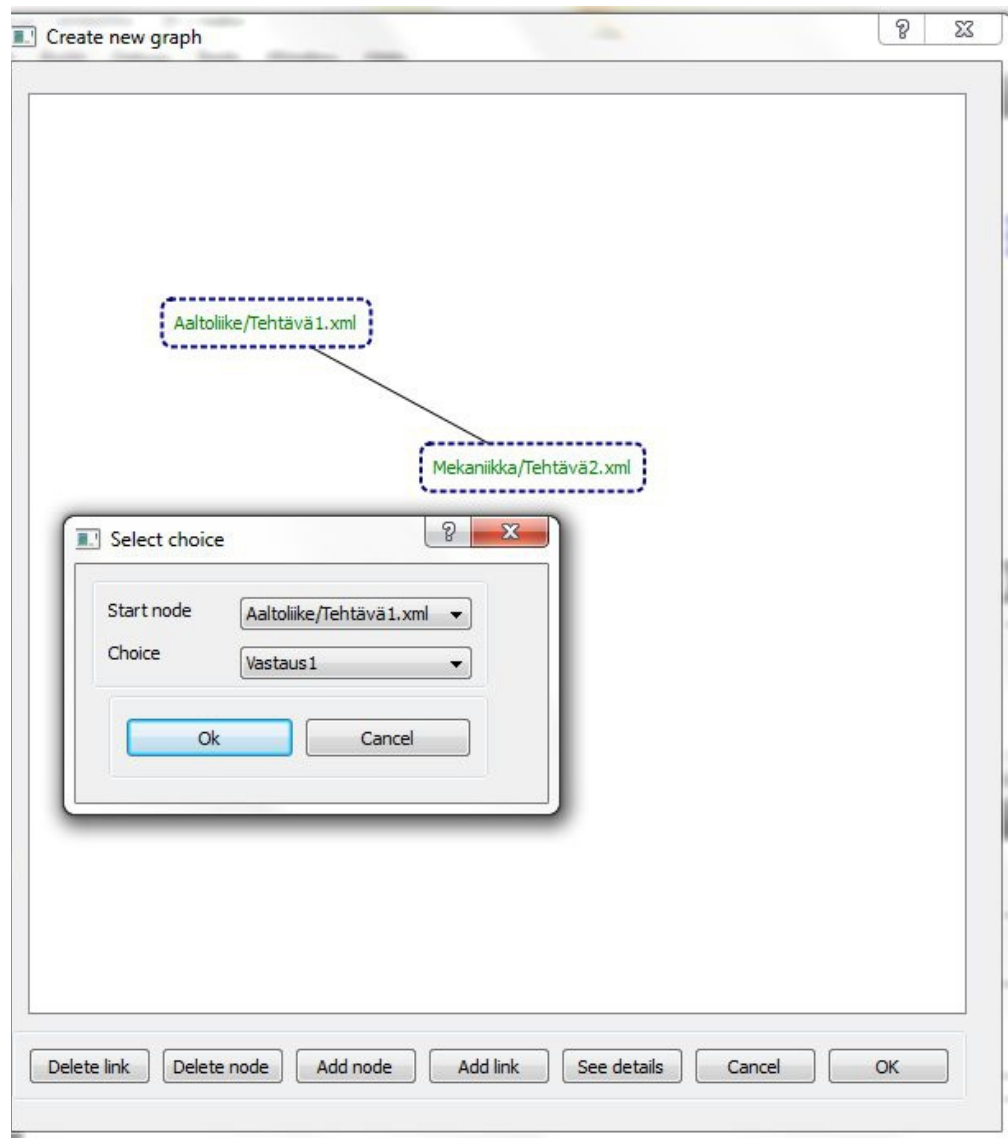 Create new graph
Aaltoliike/Tehtävä1.xml
Mekaniikka/Tehtävä2.xml
Select choice
Start node Aaltoliike/Tehtävä1.xml
Choice Vastaus1
Ok Cancel
Delete link Delete node Add node Add link See details Cancel OK